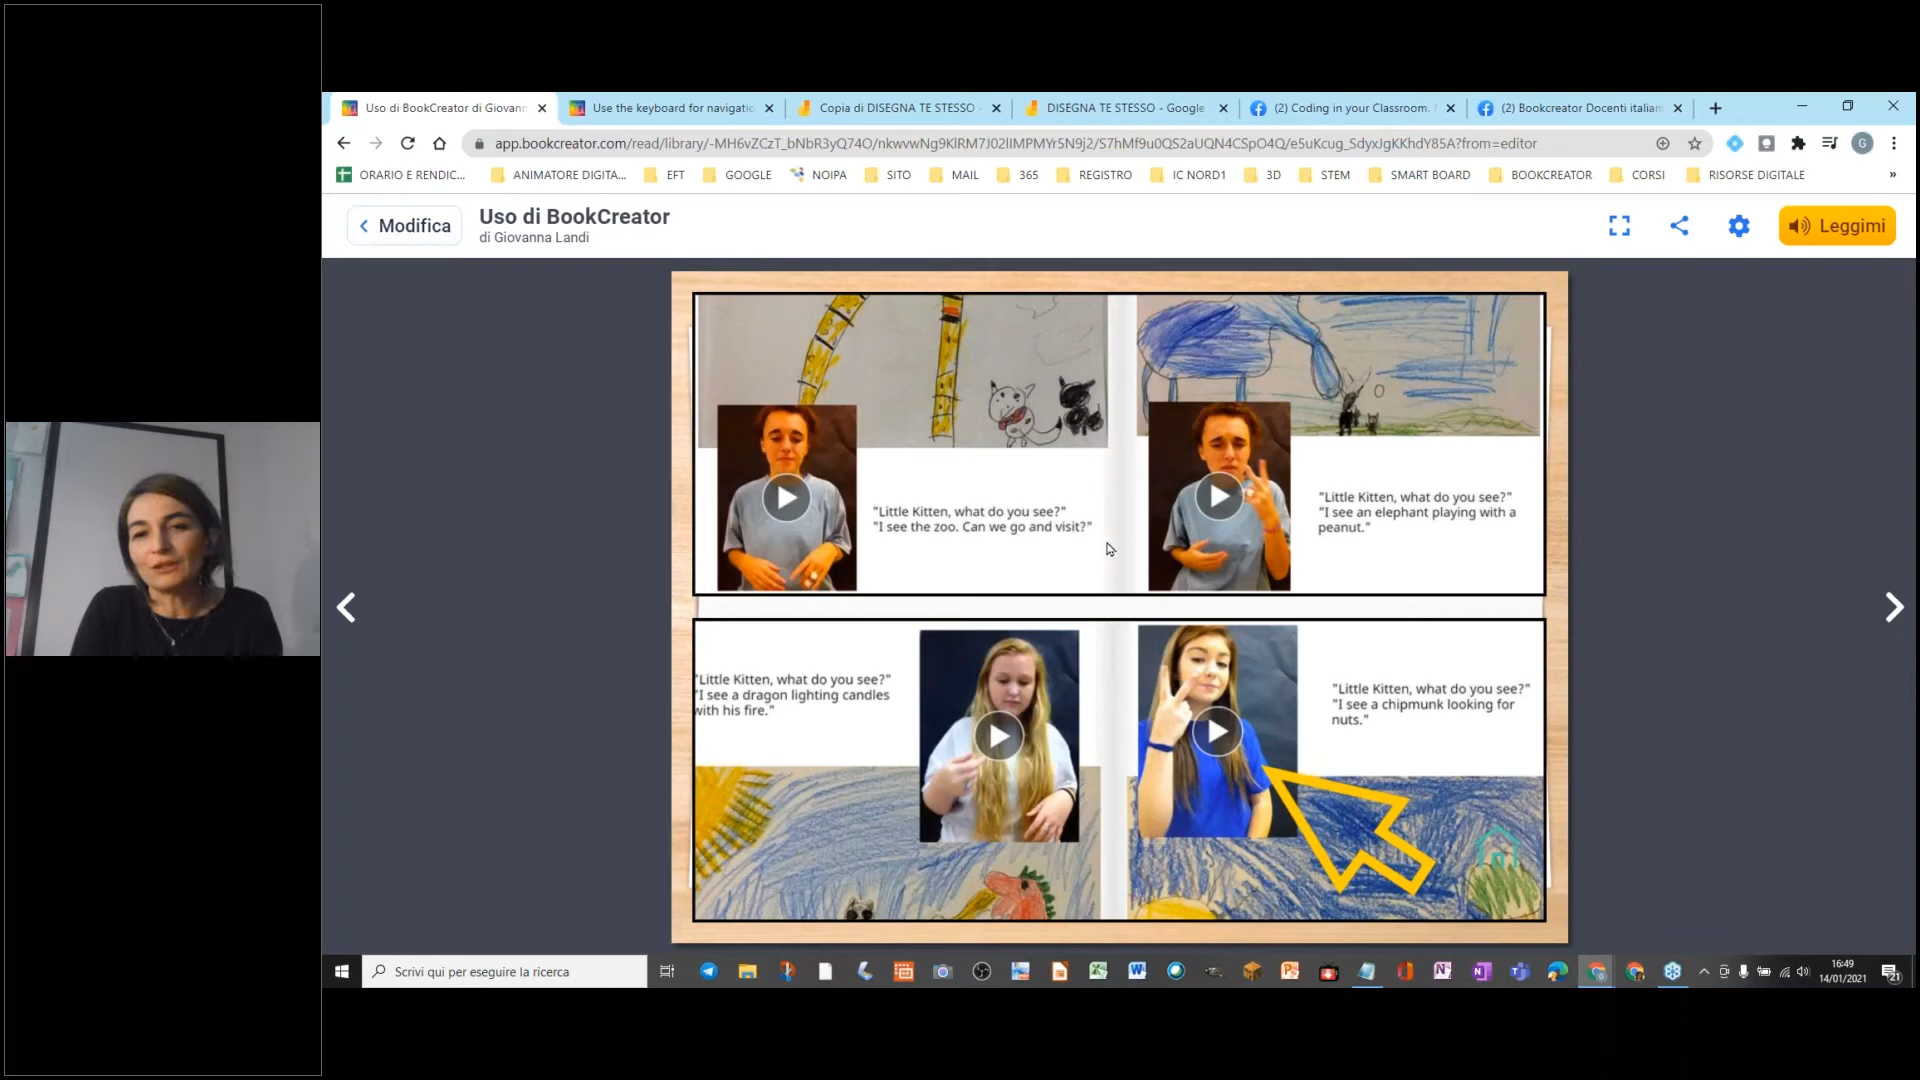 Uso di BookCreator di Giovann
Use the keyboard for navigatio
Copia di DISEGNA TE STESSO -
DISEGNA TE STESSO - Google
(2) Coding in your Classroom.
(2) Bookcreator Docenti italian
app.bookcreator.com/read/library/-MH6vZCzT_bNbR3yQ74O/nkwvwNg9KlRM7J02lIMPMYr5N9j2/S7hMf9u0QS2aUQN4CSpO4Q/e5uKcug_SdyxJgKKhdY85A?from=editor
G
ORARIO E RENDIC...
ANIMATORE DIGITA...
EFT
GOOGLE
NOIPA
SITO
MAIL
365
REGISTRO
IC NORD1
3D
STEM
SMART BOARD
BOOKCREATOR
CORSI
RISORSE DIGITALE
»
Modifica
Uso di BookCreator
di Giovanna Landi
Leggimi
"Little Kitten, what do you see?"
"I see the zoo. Can we go and visit?"
"Little Kitten, what do you see?"
"I see an elephant playing with a
peanut."
"Little Kitten, what do you see?"
"I see a dragon lighting candles
with his fire."
"Little Kitten, what do you see?"
"I see a chipmunk looking for
nuts."
Scrivi qui per eseguire la ricerca
16:49
14/01/2021
21